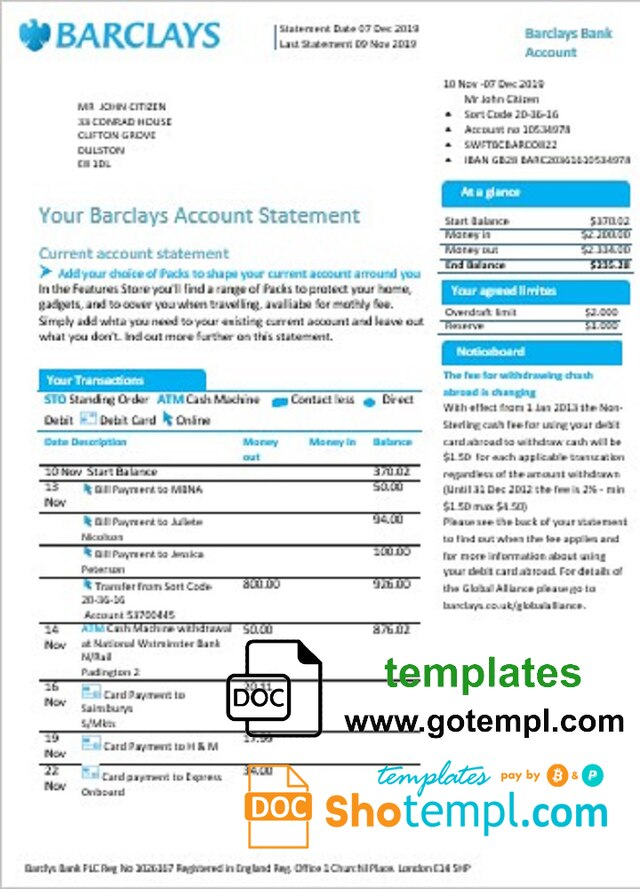 BARCLAYS
Statement Date 07 Dec 2019
Last Statement 09 Nov 2019
Barclays Bank
Account
MR JOHN CITIZEN
33 CONRAD HOUSE
CLIFTON GROVE
DULSTON
E8 1DL
10 Nov -07 Dec 2019
Mr John Citizen
Sort Code 20-36-16
Account no 10534978
SWFTBCBARCO822
IBAN GB28 BARC20361610534978
At a glance
Start Balance $370.02
Money in $2.200.00
Money out $2.334.00
End Balance $235.28
Your agreed limites
Overdraft limit $2.000
Reserve $1.000
Noticeboard
The fee for withdrawing chash
abroad is changing
With effect from 1 Jan 2013 the Non-
Sterling cash fee for using your debit
card abroad to withdraw cash will be
$1.50 for each applicable transcation
regardless of the amount withdrawn
(Until 31 Dec 2012 the fee is 2% - min
$1.50 max $4.50)
Please see the back of your statement
to find out when the fee applies and
for more information about using
your debit card abroad. For details of
the Global Alliance please go to
barclays.co.uk/globalalliance.
Your Barclays Account Statement
Current account statement
Add your choice of Packs to shape your current account arround you
In the Features Store you'll find a range of Packs to protect your home,
gadgets, and to cover you when travelling, avaliabe for mothly fee.
Simply add whta you need to your existing current account and leave out
what you don't. Ind out more further on this statement.
Your Transactions
STO Standing Order ATM Cash Machine Contact less Direct
Debit Debit Card Online
Date Description Money out Money in Balance
10 Nov Start Balance 370.02
13 Nov Bill Payment to MBNA 50.00
Bill Payment to Juliete 94.00
Nicolson
Bill Payment to Jessica 100.00
Peterson
Transfer from Sort Code 800.00 926.00
20-36-16
Account 53700445
14 Nov ATM Cash Machine withdrawal 50.00 876.02
at National Watsminster Bank
N/Rail
Padington 2
16 Nov Card Payment to
Sainsburys
S/Mkts
19 Nov Card Payment to H & M
22 Nov Card payment to Express 34.00
Onboard
DOC
templates
www.gotempl.com
templates pay by &
DOC
Shotempl.com
Barclys Bank PLC Reg No 1026167 Registered in England Reg. Office 1 Churchil Place. London E14 5HP